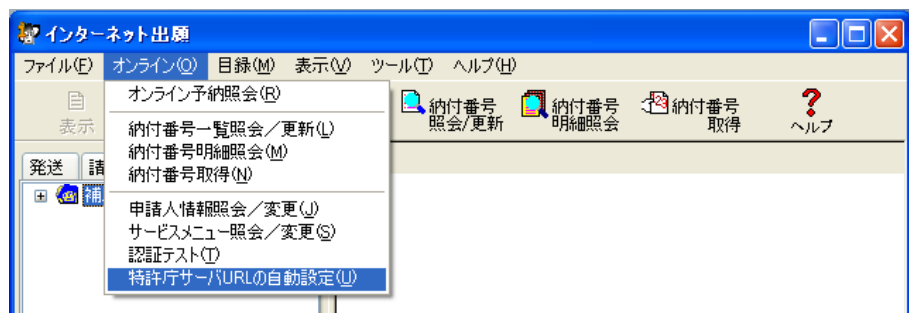 インターネット出願
ファイル(F) オンライン(O) 目録(M) 表示(V) ツール(T) ヘルプ(H)
オンライン予納照会(R)
納付番号一覧照会／更新(L)
納付番号明細照会(M)
納付番号取得(N)
申請人情報照会／変更(J)
サービスメニュー照会／変更(S)
認証テスト(T)
特許庁サーバURLの自動設定(U)
表示
納付番号
照会/更新
納付番号
明細照会
納付番号
取得
ヘルプ
発送
請
補